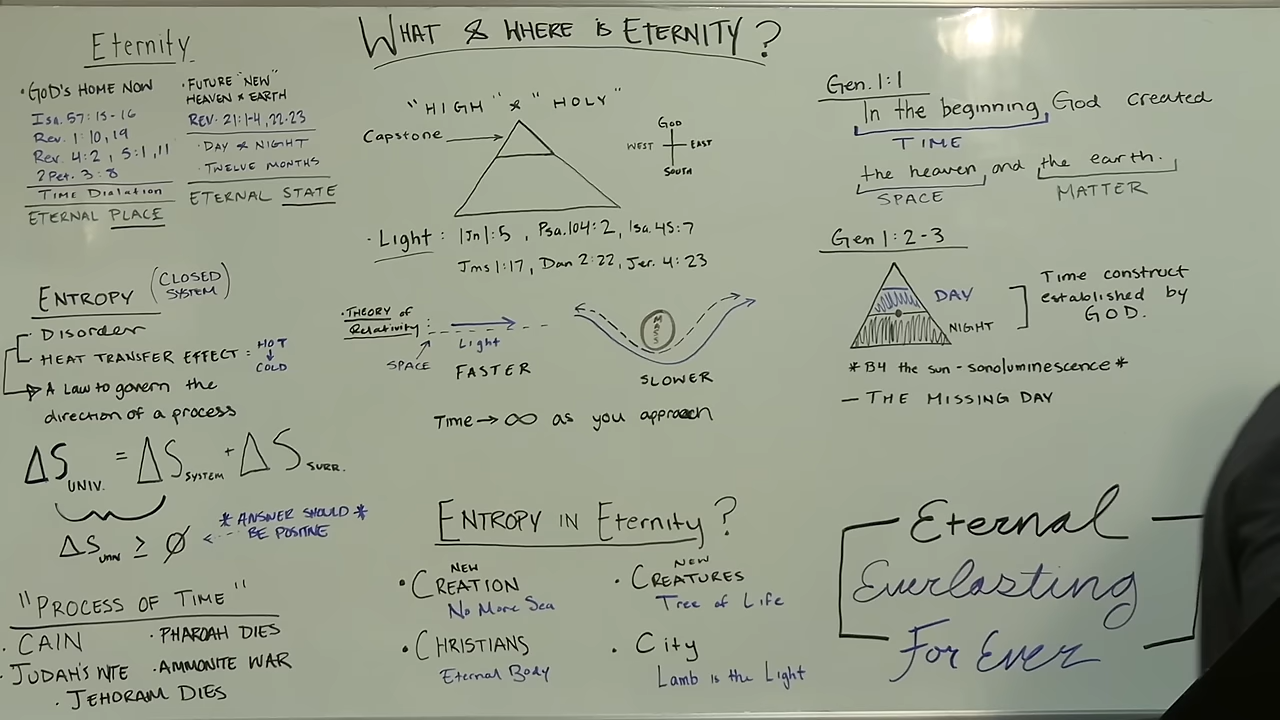 WHAT & WHERE IS ETERNITY?
Eternity
• GOD'S HOME NOW
Isa. 57:15-16
Rev. 1:10, 19
Rev. 4:2, 5:1, 11
2 Pet. 3:8
TIME Dialation
ETERNAL PLACE
• FUTURE "NEW"
HEAVEN & EARTH
REV. 21:1-4, 22-23
• DAY & NIGHT
• TWELVE MONTHS
ETERNAL STATE
ENTROPY (CLOSED
SYSTEM)
Disorder
HEAT TRANSFER EFFECT: HOT
COLD
A LAW to govern the
direction of a process
ΔS UNIV. = ΔS SYSTEM + ΔS SURR.
ΔS UNIV ≥ Ø
* ANSWER SHOULD *
BE POSITIVE
"PROCESS OF TIME"
• CAIN
• JUDAH'S WIFE
• JEHORAM DIES
• PHAROAH DIES
• AMMONITE WAR
"HIGH" & "HOLY"
Capstone
GOD
WEST EAST
SOUTH
• Light: 1Jn 1:5, Psa. 104:2, Isa. 45:7
Jms 1:17, Dan 2:22, Jer. 4:23
• THEORY of
Relativity:
Light
SPACE
FASTER
MASS
SLOWER
Time → ∞ as you approach
ENTROPY IN Eternity?
NEW
• CREATION
No More Sea
• CHRISTIANS
Eternal Body
NEW
• CREATURES
Tree of Life
• City
Lamb is the Light
Gen. 1:1
In the beginning, God created
TIME
the heaven, and the earth.
SPACE
MATTER
Gen 1:2-3
DAY
NIGHT
Time construct
established by
GOD.
* B4 the sun - sonoluminescence *
— THE MISSING DAY
Eternal
Everlasting
For Ever